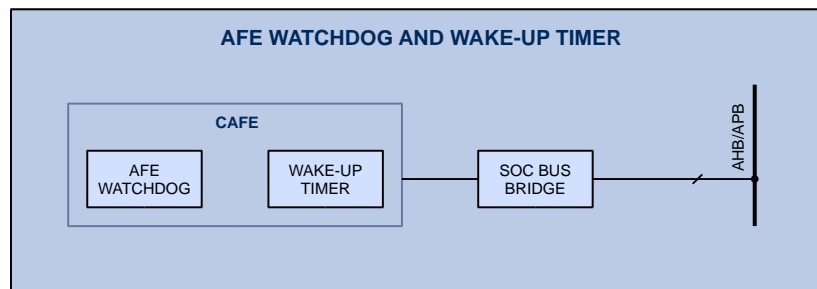 AFE WATCHDOG AND WAKE-UP TIMER
CAFE
AFE
WATCHDOG
WAKE-UP
TIMER
SOC BUS
BRIDGE
AHB/APB